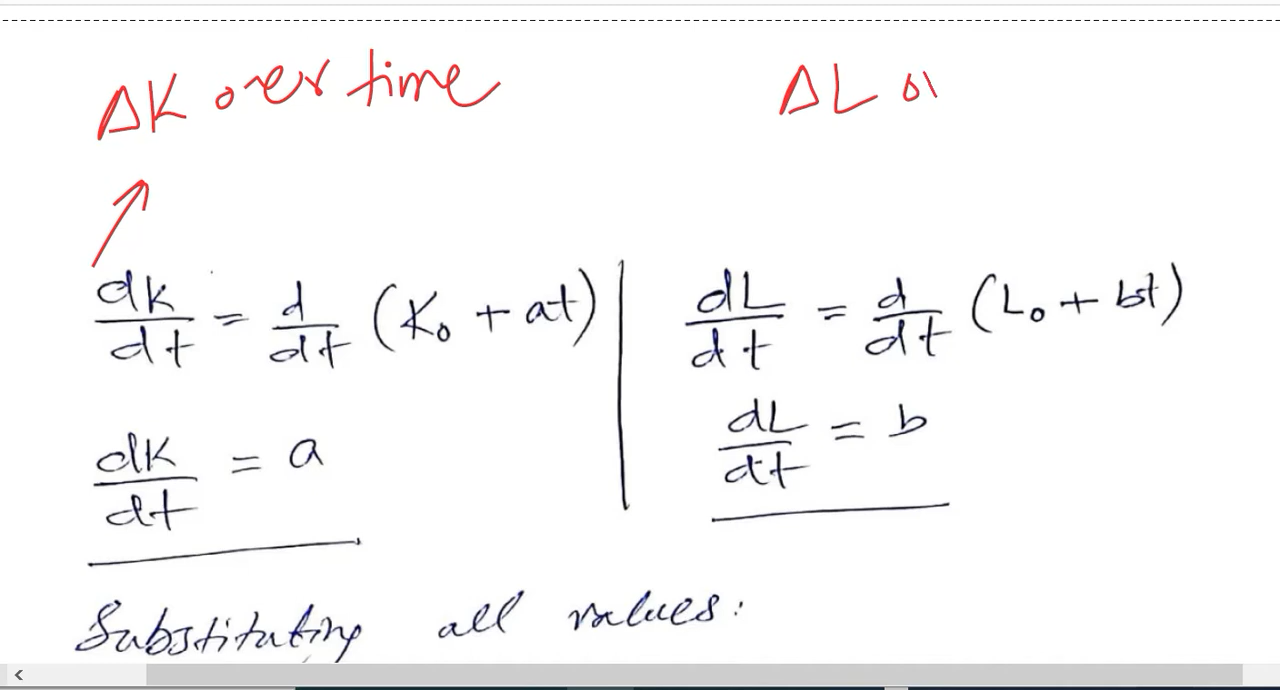 ΔK over time
ΔL ov
dk/dt = d/dt (K₀ + at)
dK/dt = a
dL/dt = d/dt (L₀ + bt)
dL/dt = b
Substituting all values: